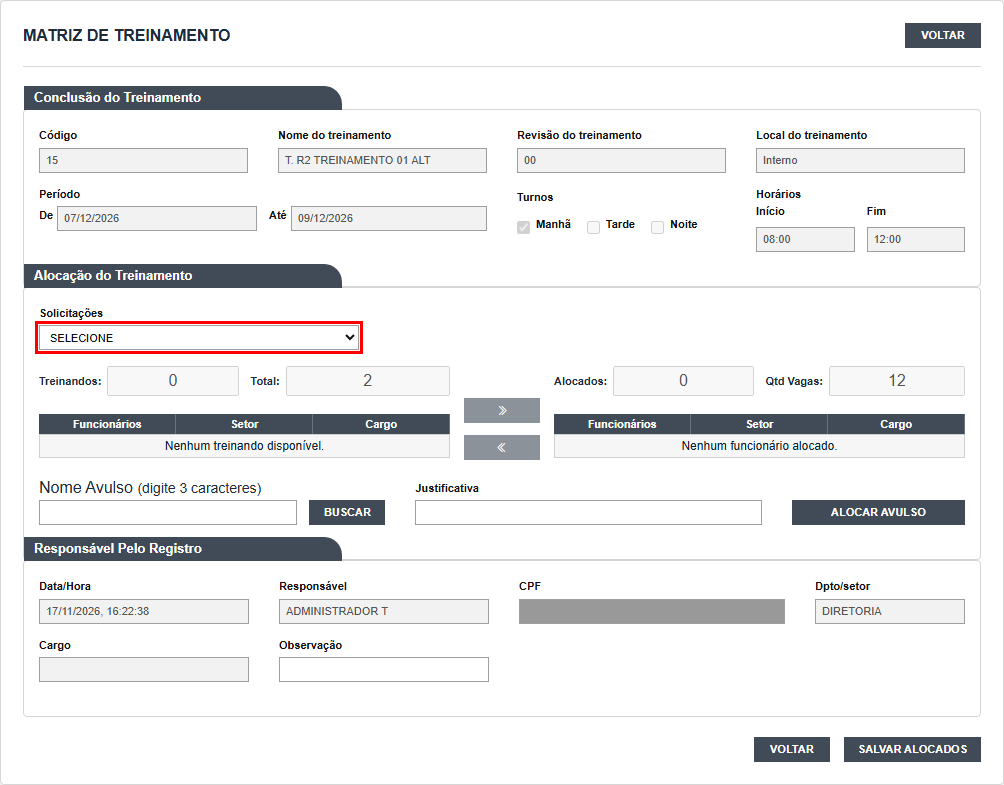 MATRIZ DE TREINAMENTO
VOLTAR
Conclusão do Treinamento
Código
Nome do treinamento
Revisão do treinamento
Local do treinamento
15
T. R2 TREINAMENTO 01 ALT
00
Interno
Período
Turnos
Horários
De 07/12/2026 Até 09/12/2026
Manhã Tarde Noite
Início Fim
08:00 12:00
Alocação do Treinamento
Solicitações
SELECIONE
Treinandos: 0 Total: 2
Alocados: 0 Qtd Vagas: 12
Funcionários Setor Cargo
Nenhum treinando disponível.
»
«
Funcionários Setor Cargo
Nenhum funcionário alocado.
Nome Avulso (digite 3 caracteres)
BUSCAR
Justificativa
ALOCAR AVULSO
Responsável Pelo Registro
Data/Hora
Responsável
CPF
Dpto/setor
17/11/2026, 16:22:38
ADMINISTRADOR T
DIRETORIA
Cargo
Observação
VOLTAR
SALVAR ALOCADOS